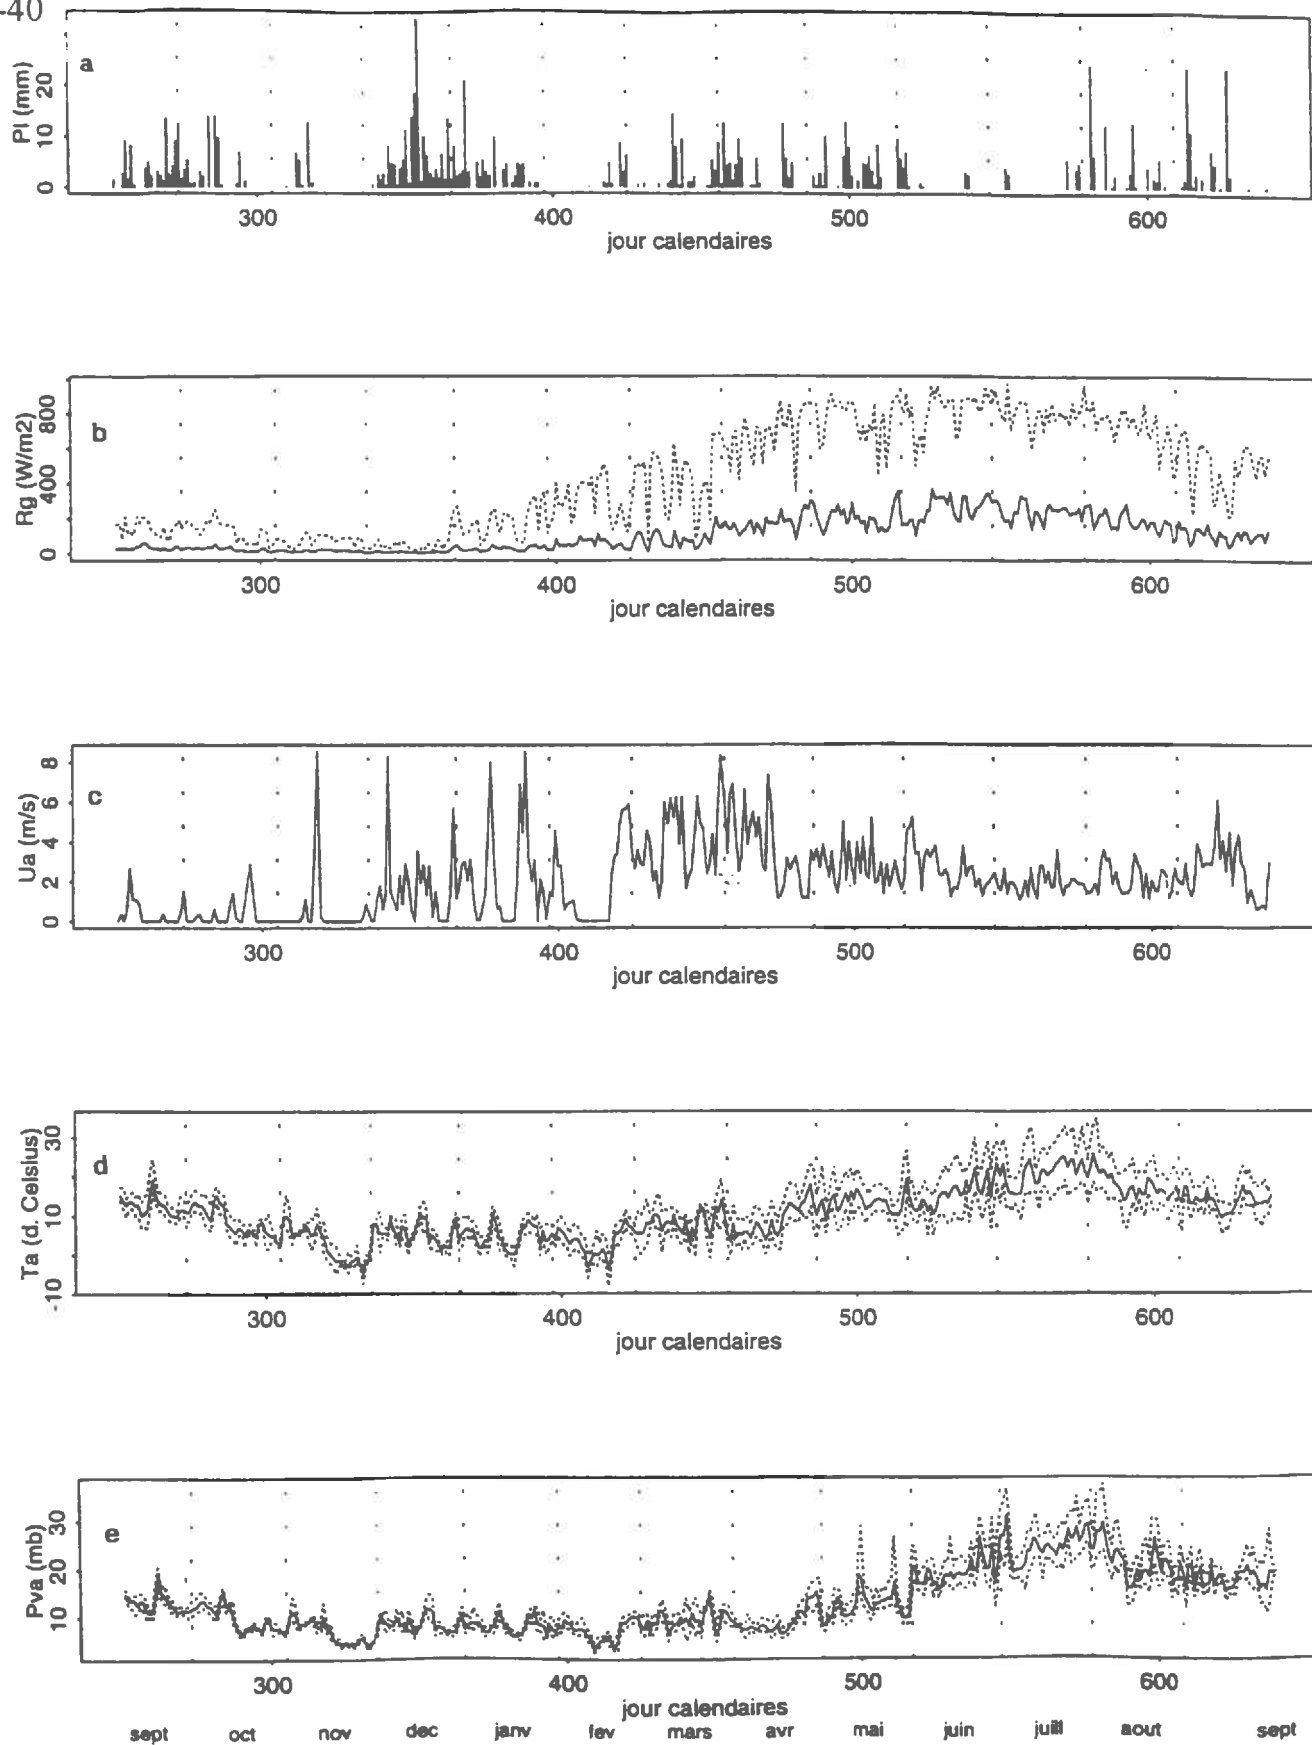 -40
a
Pl (mm)
0 10 20
300 400 500 600
jour calendaires
b
Rg (W/m2)
0 400 800
300 400 500 600
jour calendaires
c
Ua (m/s)
0 2 4 6 8
300 400 500 600
jour calendaires
d
Ta (d. Celsius)
-10 10 30
300 400 500 600
jour calendaires
e
Pva (mb)
10 20 30
300 400 500 600
jour calendaires
sept oct nov dec janv fev mars avr mai juin juill aout sept